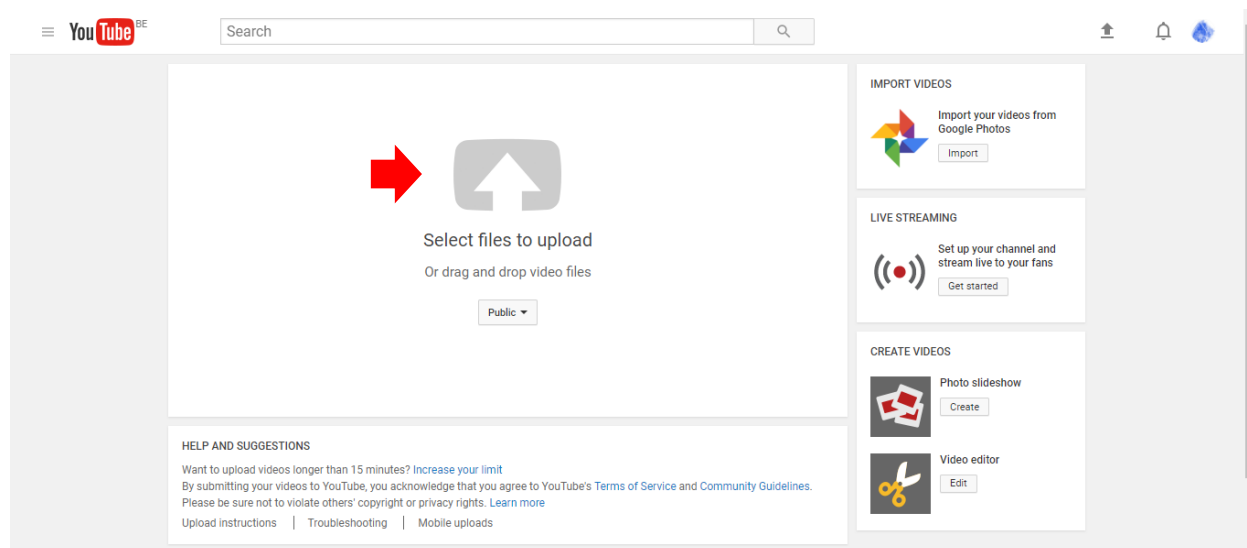 YouTube BE
Search
Select files to upload
Or drag and drop video files
Public
HELP AND SUGGESTIONS
Want to upload videos longer than 15 minutes? Increase your limit
By submitting your videos to YouTube, you acknowledge that you agree to YouTube's Terms of Service and Community Guidelines.
Please be sure not to violate others' copyright or privacy rights. Learn more
Upload instructions | Troubleshooting | Mobile uploads
IMPORT VIDEOS
Import your videos from
Google Photos
Import
LIVE STREAMING
Set up your channel and
stream live to your fans
Get started
CREATE VIDEOS
Photo slideshow
Create
Video editor
Edit